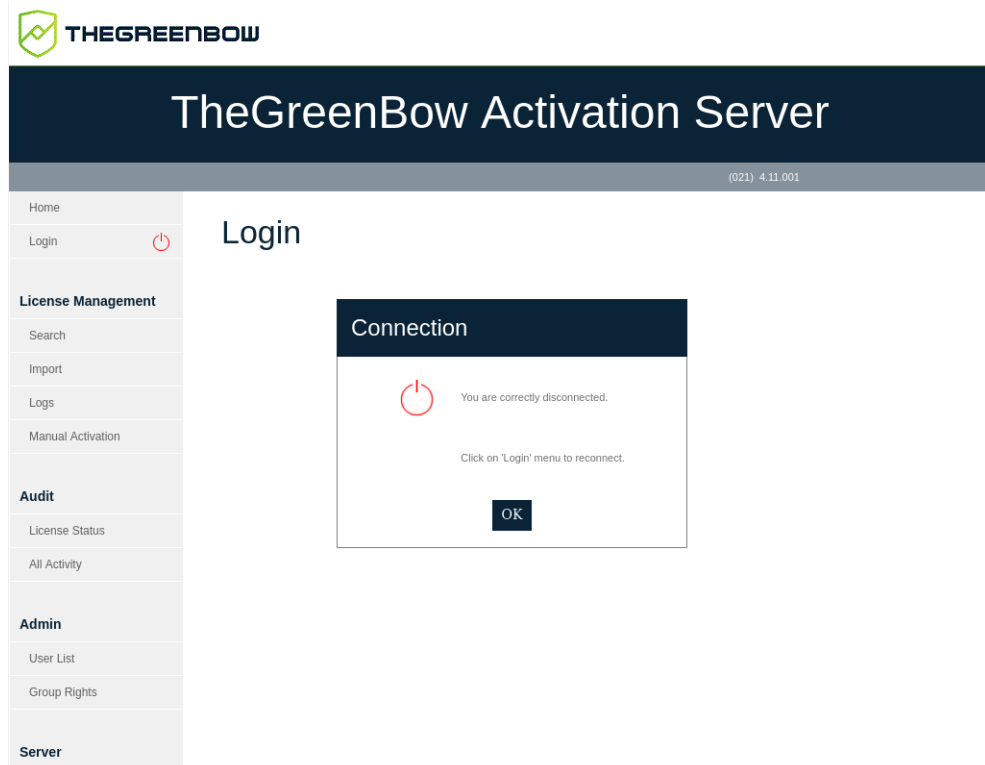 THEGREENBOW
TheGreenBow Activation Server
(021) 4.11.001
Home
Login
License Management
Search
Import
Logs
Manual Activation
Audit
License Status
All Activity
Admin
User List
Group Rights
Server
Login
Connection
You are correctly disconnected.
Click on 'Login' menu to reconnect.
OK